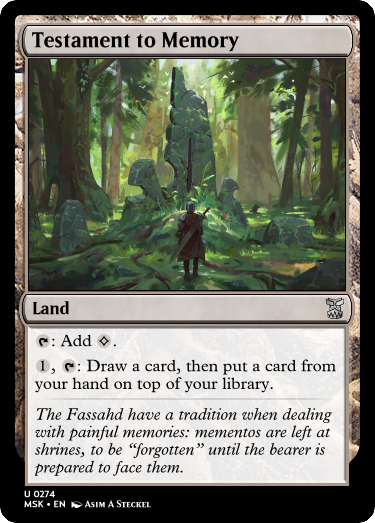 Testament to Memory
Land
: Add .
1, : Draw a card, then put a card from
your hand on top of your library.
The Fassahd have a tradition when dealing
with painful memories: mementos are left at
shrines, to be “forgotten” until the bearer is
prepared to face them.
U 0274
MSK • EN Asim A Steckel